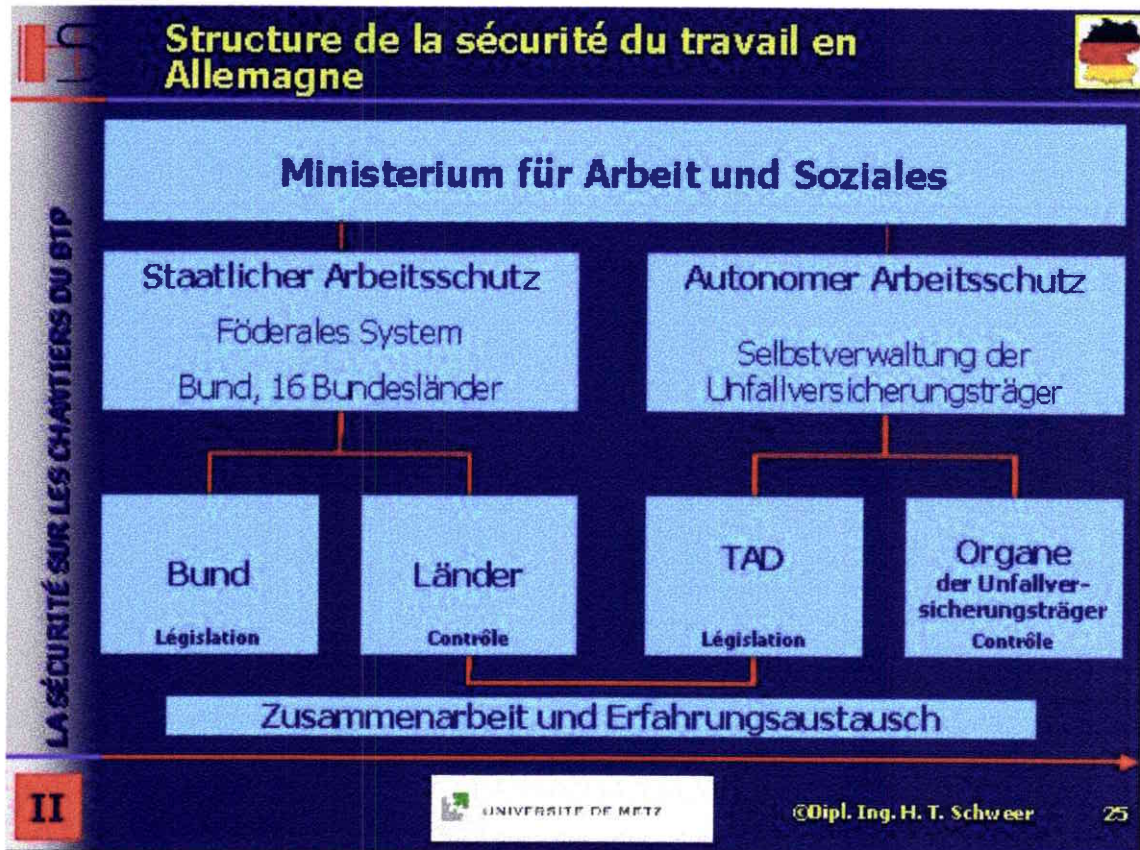 Structure de la sécurité du travail en
Allemagne
LA SÉCURITÉ SUR LES CHANTIERS DU BTP
Ministerium für Arbeit und Soziales
Staatlicher Arbeitsschutz
Föderales System
Bund, 16 Bundesländer
Autonomer Arbeitsschutz
Selbstverwaltung der
Unfallversicherungsträger
Bund
Législation
Länder
Contrôle
TAD
Législation
Organe
der Unfallver-
sicherungsträger
Contrôle
Zusammenarbeit und Erfahrungsaustausch
II
UNIVERSITE DE METZ
©Dipl. Ing. H. T. Schweer
25